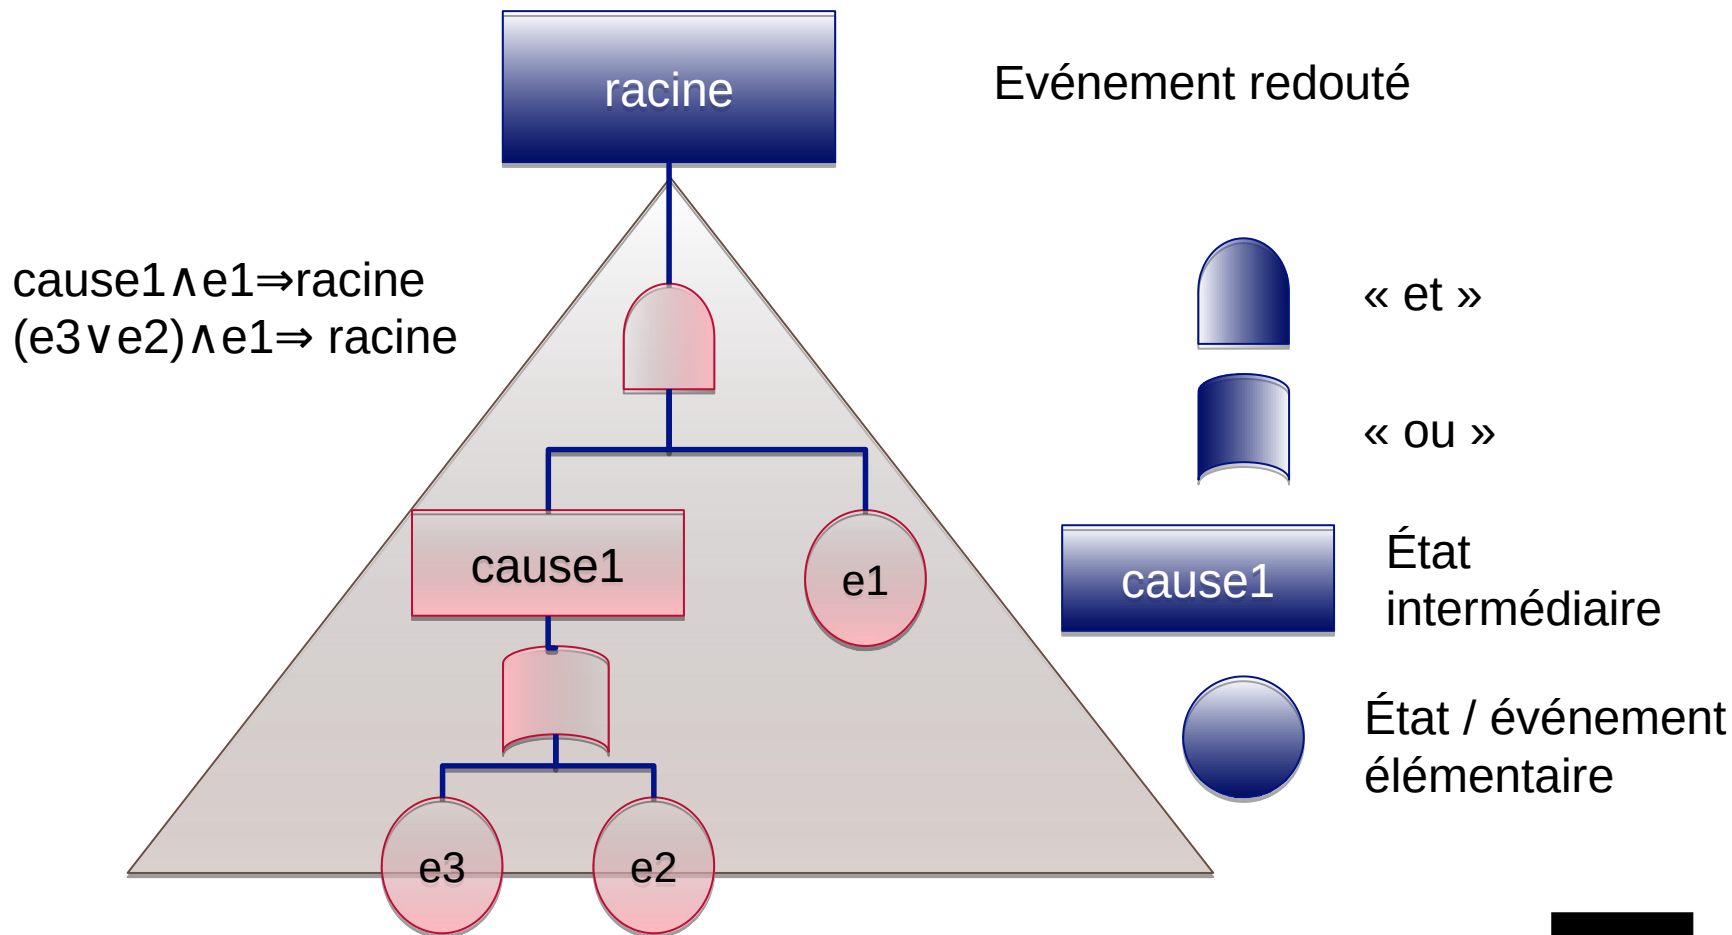 racine
Evénement redouté
cause1∧e1⇒racine
(e3∨e2)∧e1⇒ racine
« et »
« ou »
cause1
e1
cause1
État
intermédiaire
État / événement
élémentaire
e3
e2